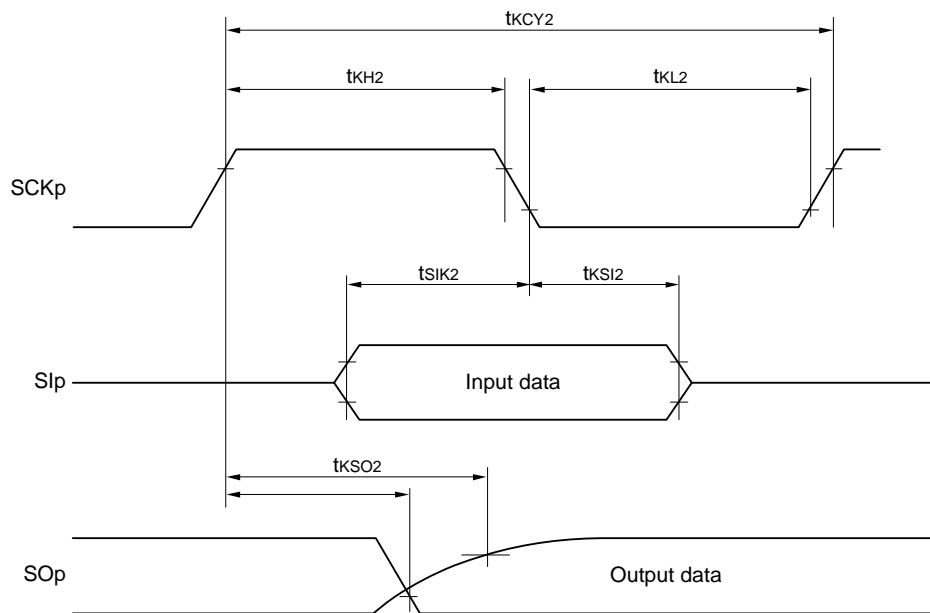 tKCY2
tKH2
tKL2
SCKp
tSIK2
tKSI2
SIp
Input data
tKSO2
SOp
Output data